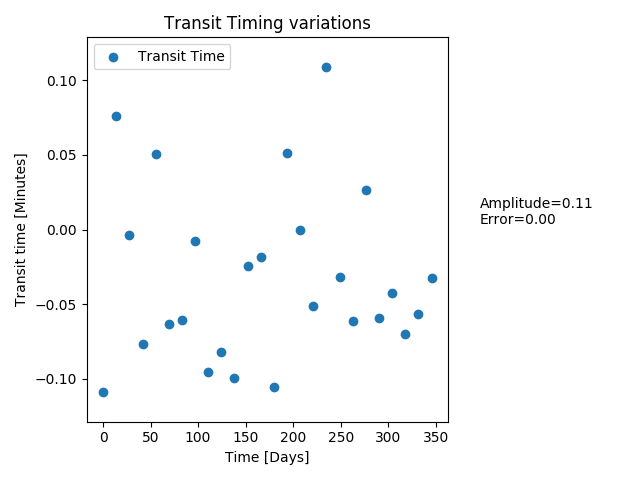 Transit Timing variations
Transit Time
0.10
0.05
0.00
−0.05
−0.10
Transit time [Minutes]
0 50 100 150 200 250 300 350
Time [Days]
Amplitude=0.11
Error=0.00